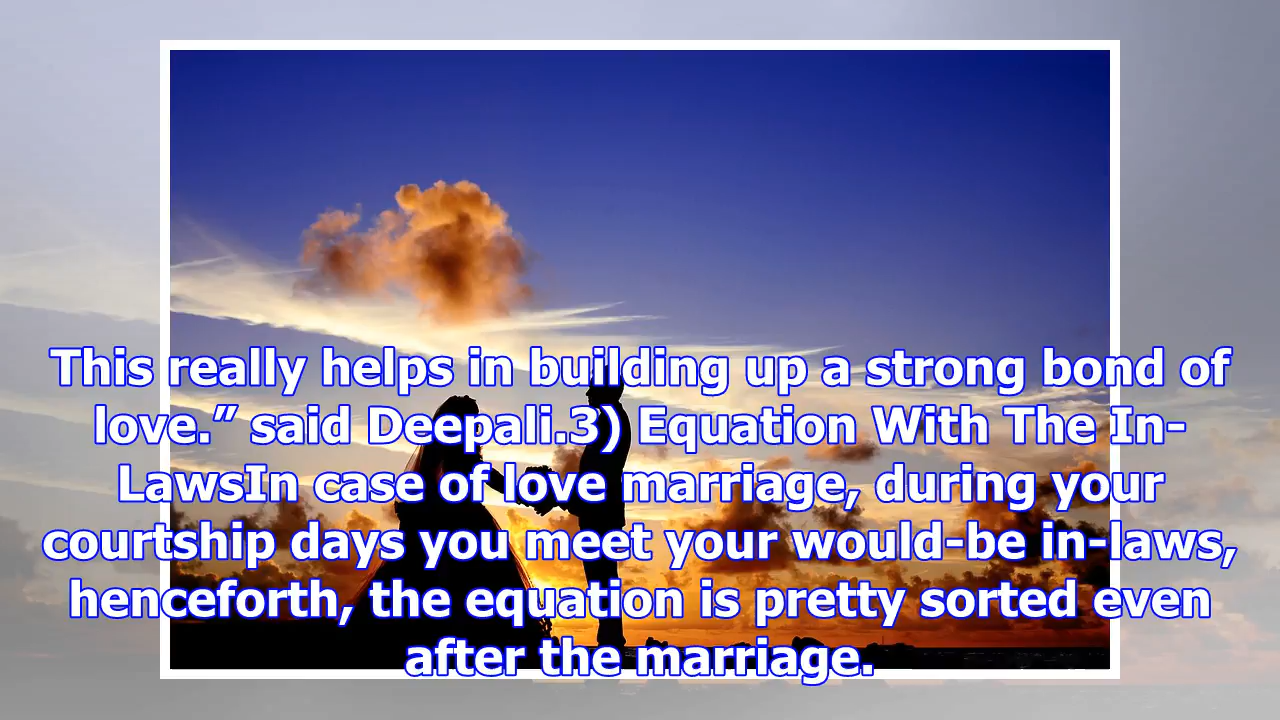 This really helps in building up a strong bond of
love.” said Deepali.3) Equation With The In-
LawsIn case of love marriage, during your
courtship days you meet your would-be in-laws,
henceforth, the equation is pretty sorted even
after the marriage.